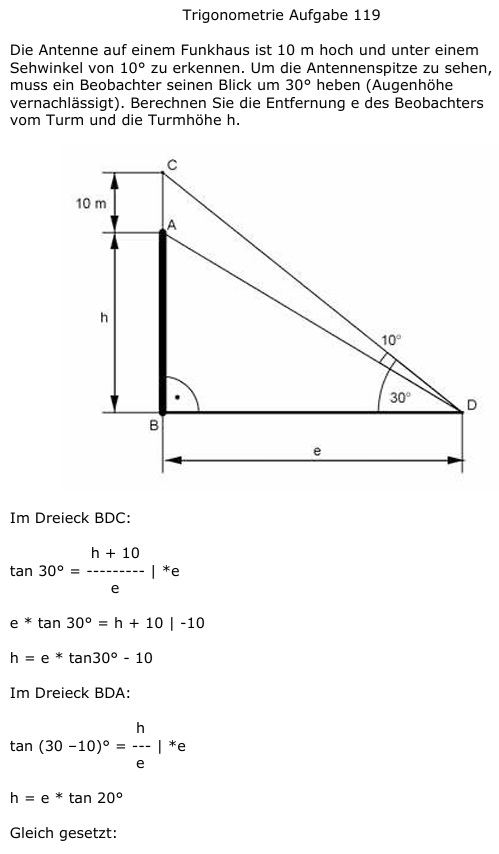 Trigonometrie Aufgabe 119
Die Antenne auf einem Funkhaus ist 10 m hoch und unter einem
Sehwinkel von 10° zu erkennen. Um die Antennenspitze zu sehen,
muss ein Beobachter seinen Blick um 30° heben (Augenhöhe
vernachlässigt). Berechnen Sie die Entfernung e des Beobachters
vom Turm und die Turmhöhe h.
C
10 m
A
h
10°
30°
D
B
e
Im Dreieck BDC:
h + 10
tan 30° = --------- | *e
e
e * tan 30° = h + 10 | -10
h = e * tan30° - 10
Im Dreieck BDA:
h
tan (30 –10)° = --- | *e
e
h = e * tan 20°
Gleich gesetzt: